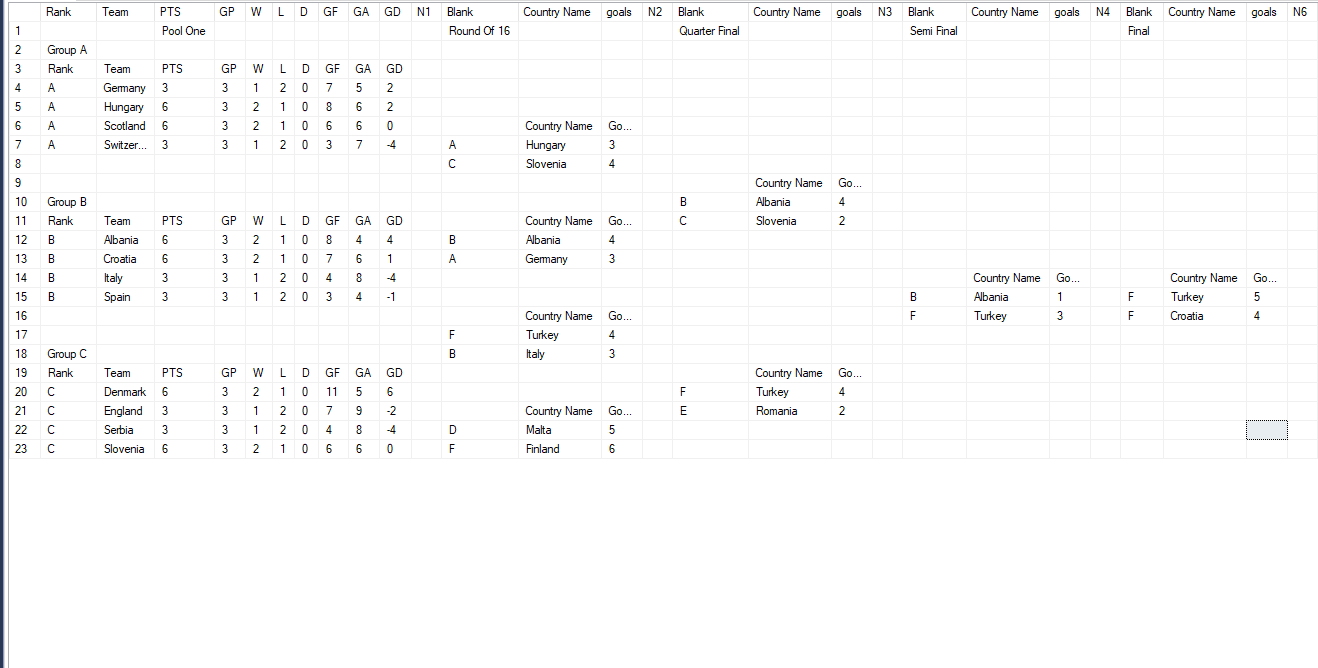 Rank Team PTS GP W L D GF GA GD N1 Blank Country Name goals N2 Blank Country Name goals N3 Blank Country Name goals N4 Blank Country Name goals N6
1 Pool One Round Of 16 Quarter Final Semi Final Final
2 Group A
3 Rank Team PTS GP W L D GF GA GD
4 A Germany 3 3 1 2 0 7 5 2
5 A Hungary 6 3 2 1 0 8 6 2
6 A Scotland 6 3 2 1 0 6 6 0 Country Name Go...
7 A Switzer... 3 3 1 2 0 3 7 -4 A Hungary 3
8 C Slovenia 4
9 Country Name Go...
10 Group B B Albania 4
11 Rank Team PTS GP W L D GF GA GD Country Name Go... C Slovenia 2
12 B Albania 6 3 2 1 0 8 4 4 B Albania 4
13 B Croatia 6 3 2 1 0 7 6 1 A Germany 3
14 B Italy 3 3 1 2 0 4 8 -4 Country Name Go... Country Name Go...
15 B Spain 3 3 1 2 0 3 4 -1 B Albania 1 F Turkey 5
16 Country Name Go... F Turkey 3 F Croatia 4
17 F Turkey 4
18 Group C B Italy 3
19 Rank Team PTS GP W L D GF GA GD Country Name Go...
20 C Denmark 6 3 2 1 0 11 5 6 F Turkey 4
21 C England 3 3 1 2 0 7 9 -2 Country Name Go... E Romania 2
22 C Serbia 3 3 1 2 0 4 8 -4 D Malta 5
23 C Slovenia 6 3 2 1 0 6 6 0 F Finland 6